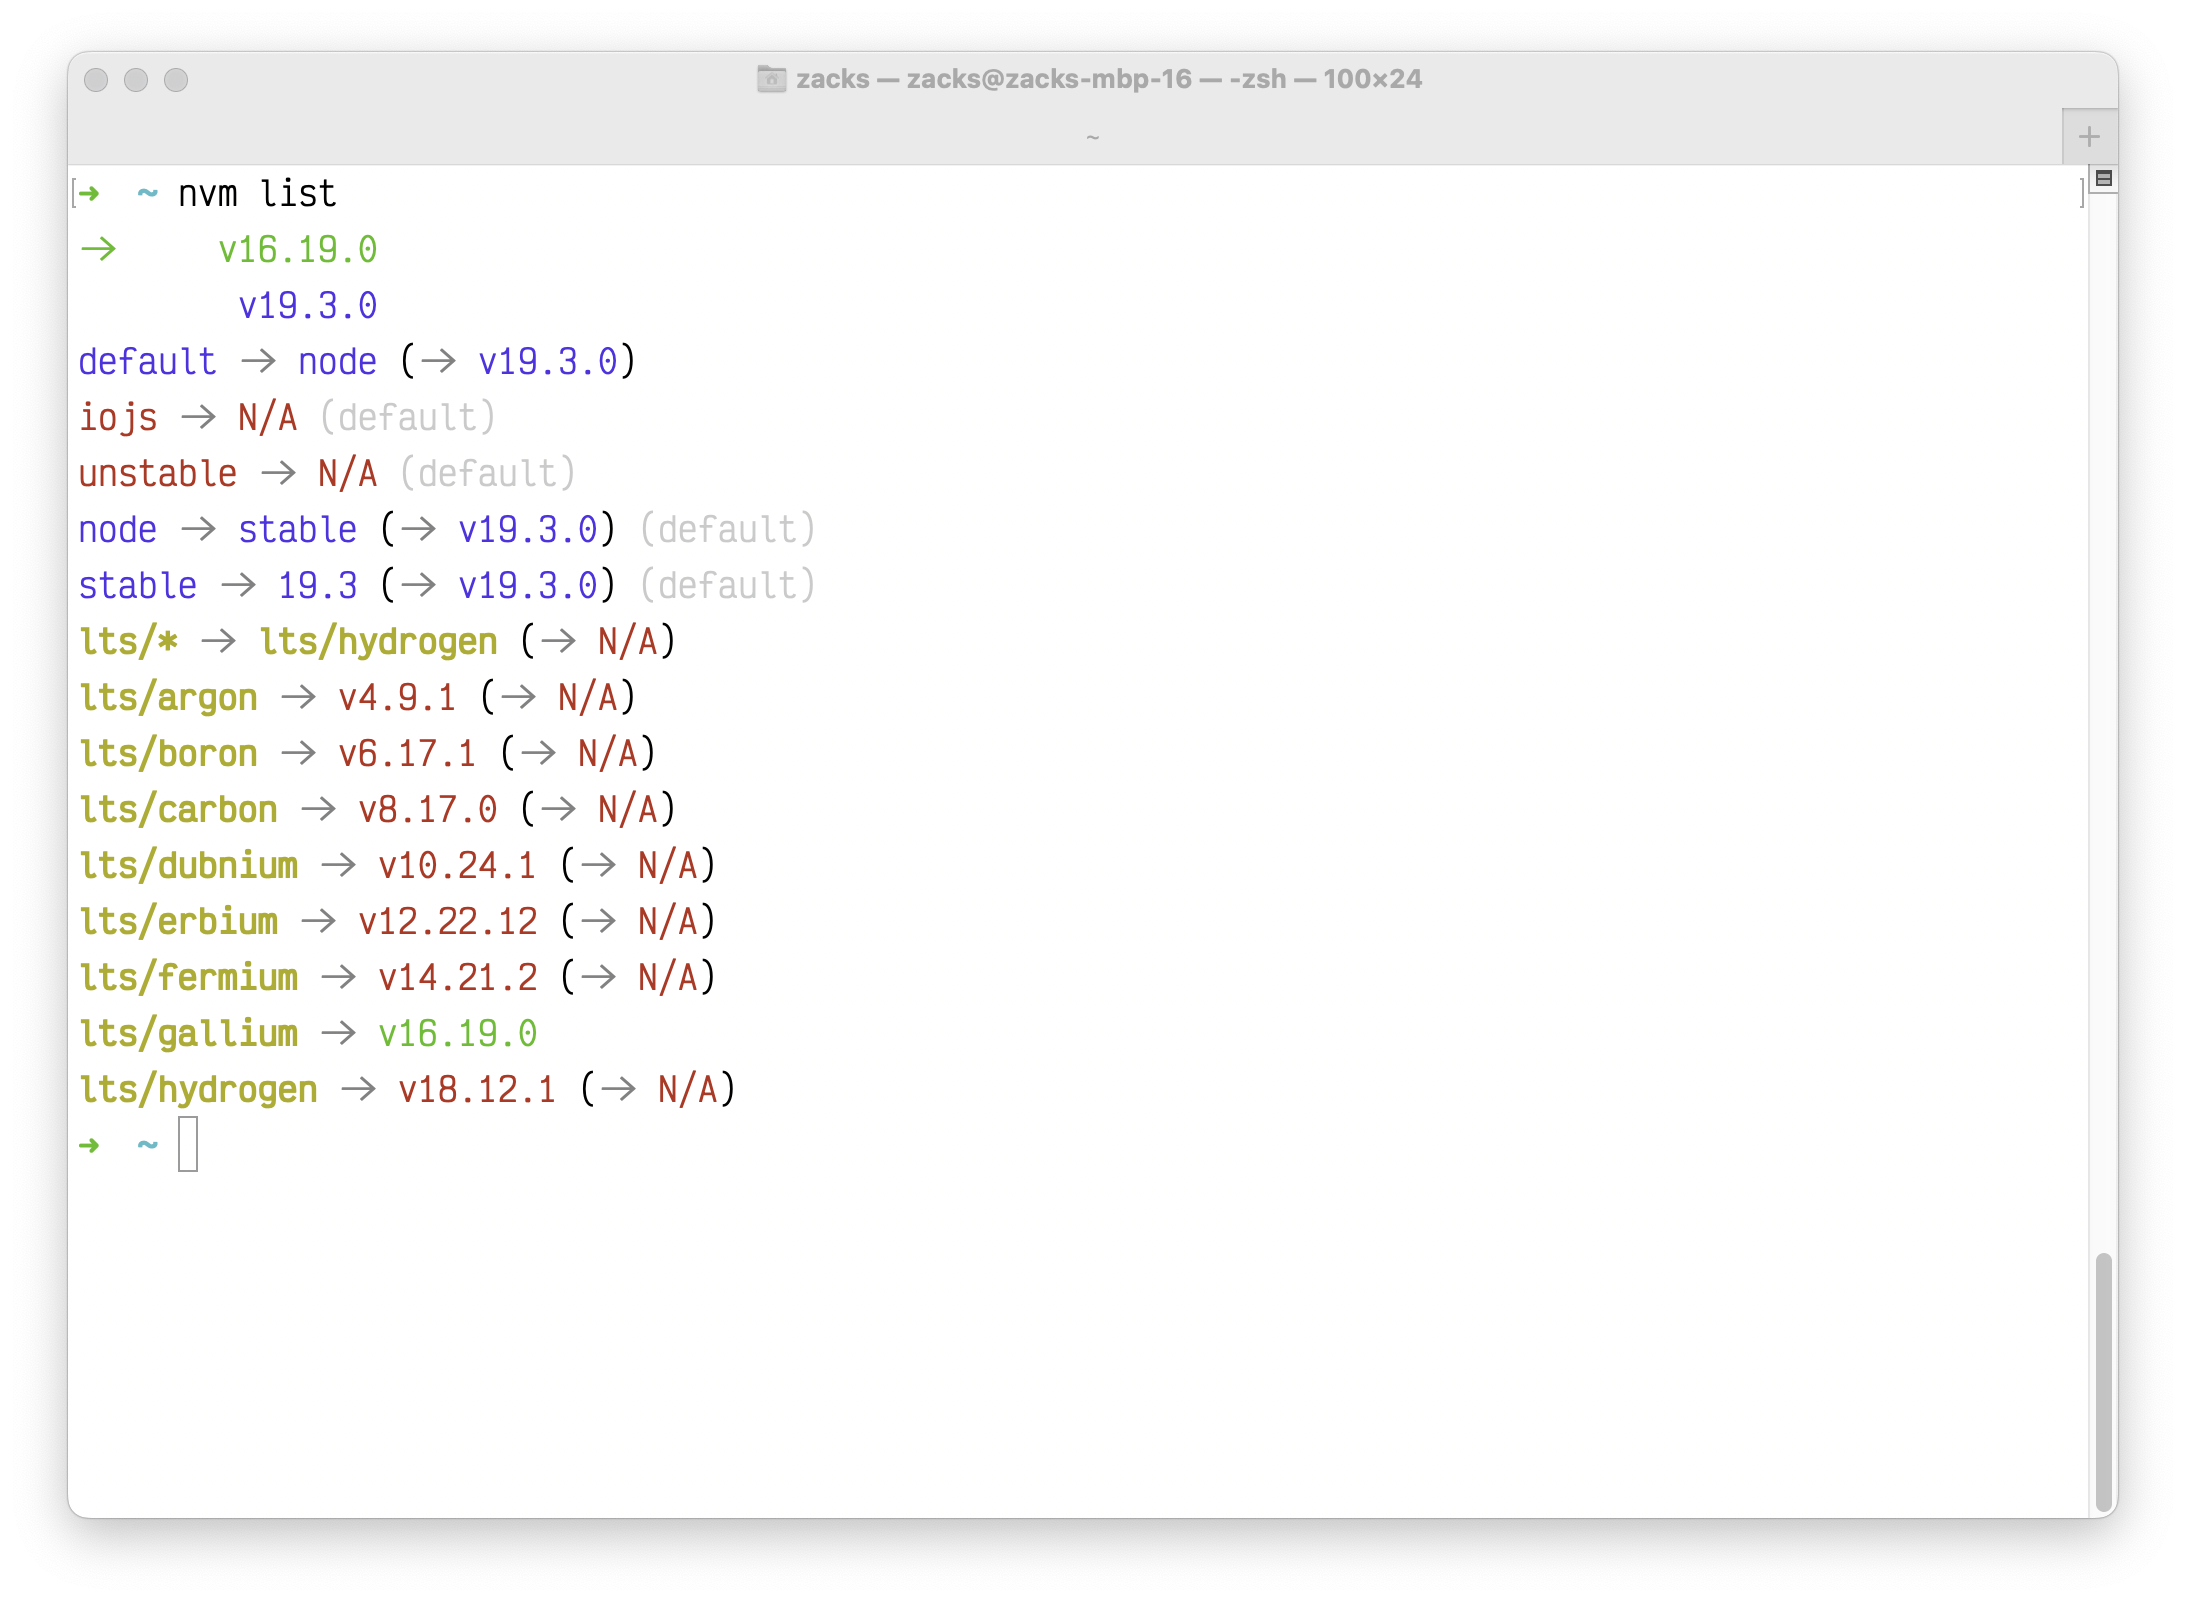 zacks — zacks@zacks-mbp-16 — -zsh — 100×24
~
+
[➜  ~ nvm list ]
->     v16.19.0
        v19.3.0
default -> node (-> v19.3.0)
iojs -> N/A (default)
unstable -> N/A (default)
node -> stable (-> v19.3.0) (default)
stable -> 19.3 (-> v19.3.0) (default)
lts/* -> lts/hydrogen (-> N/A)
lts/argon -> v4.9.1 (-> N/A)
lts/boron -> v6.17.1 (-> N/A)
lts/carbon -> v8.17.0 (-> N/A)
lts/dubnium -> v10.24.1 (-> N/A)
lts/erbium -> v12.22.12 (-> N/A)
lts/fermium -> v14.21.2 (-> N/A)
lts/gallium -> v16.19.0
lts/hydrogen -> v18.12.1 (-> N/A)
➜  ~